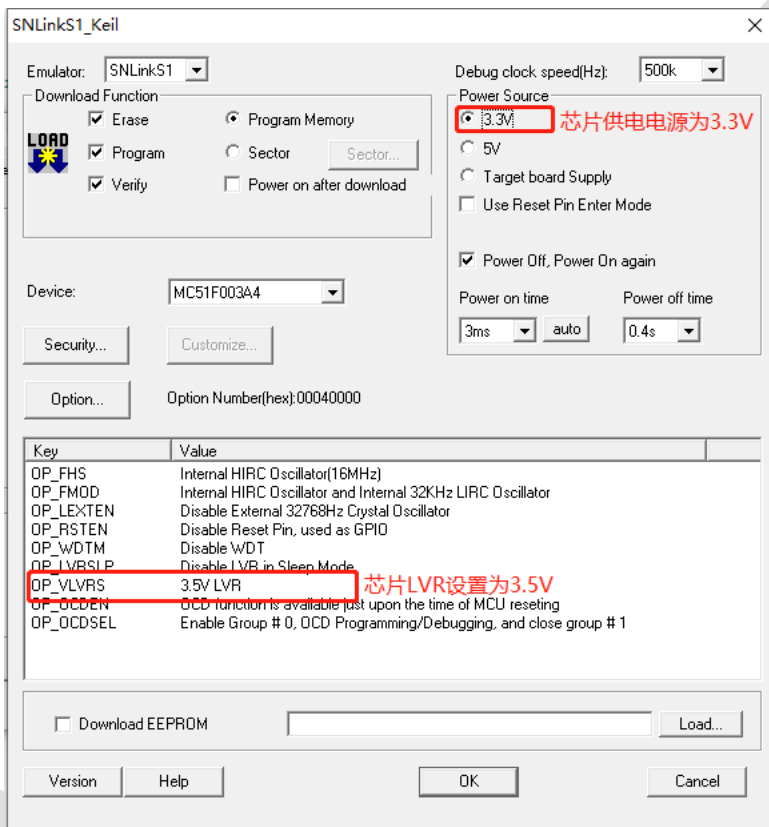 SNLinkS1_Keil
Emulator: SNLinkS1
Debug clock speed(Hz): 500k
Download Function
Erase
Program Memory
LOAD
Program
Sector
Sector...
Verify
Power on after download
Power Source
3.3V 芯片供电电源为3.3V
5V
Target board Supply
Use Reset Pin Enter Mode
Power Off, Power On again
Power on time Power off time
3ms auto 0.4s
Device: MC51F003A4
Security... Customize...
Option... Option Number(hex):00040000
Key Value
OP_FHS Internal HIRC Oscillator(16MHz)
OP_FMOD Internal HIRC Oscillator and Internal 32KHz LIRC Oscillator
OP_LEXTEN Disable External 32768Hz Crystal Oscillator
OP_RSTEN Disable Reset Pin, used as GPIO
OP_WDTM Disable WDT
OP_LVRSLP Disable LVR in Sleep Mode
OP_VLVRS 3.5V LVR 芯片LVR设置为3.5V
OP_OCDEN OCD function is available just upon the time of MCU reseting
OP_OCDSEL Enable Group # 0, OCD Programming/Debugging, and close group # 1
Download EEPROM Load...
Version Help OK Cancel